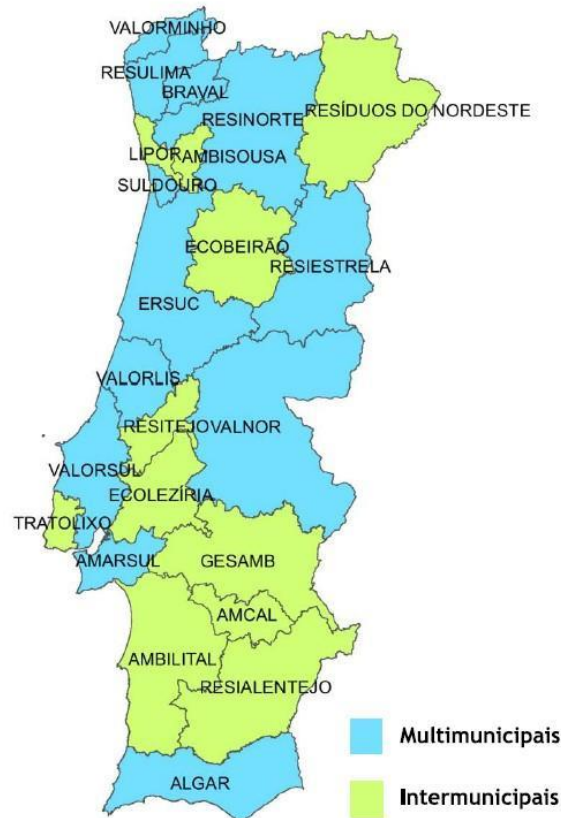 VALORMINHO
RESULIMA
BRAVAL
RESINORTE
RESÍDUOS DO NORDESTE
LIPOR
AMBISOUSA
SULDOURO
ECOBEIRÃO
RESIESTRELA
ERSUC
VALORLIS
RESITEJO
VALNOR
VALORSUL
ECOLEZÍRIA
TRATOLIXO
AMARSUL
GESAMB
AMCAL
AMBILITAL
RESIALENTEJO
Multimunicipais
ALGAR
Intermunicipais